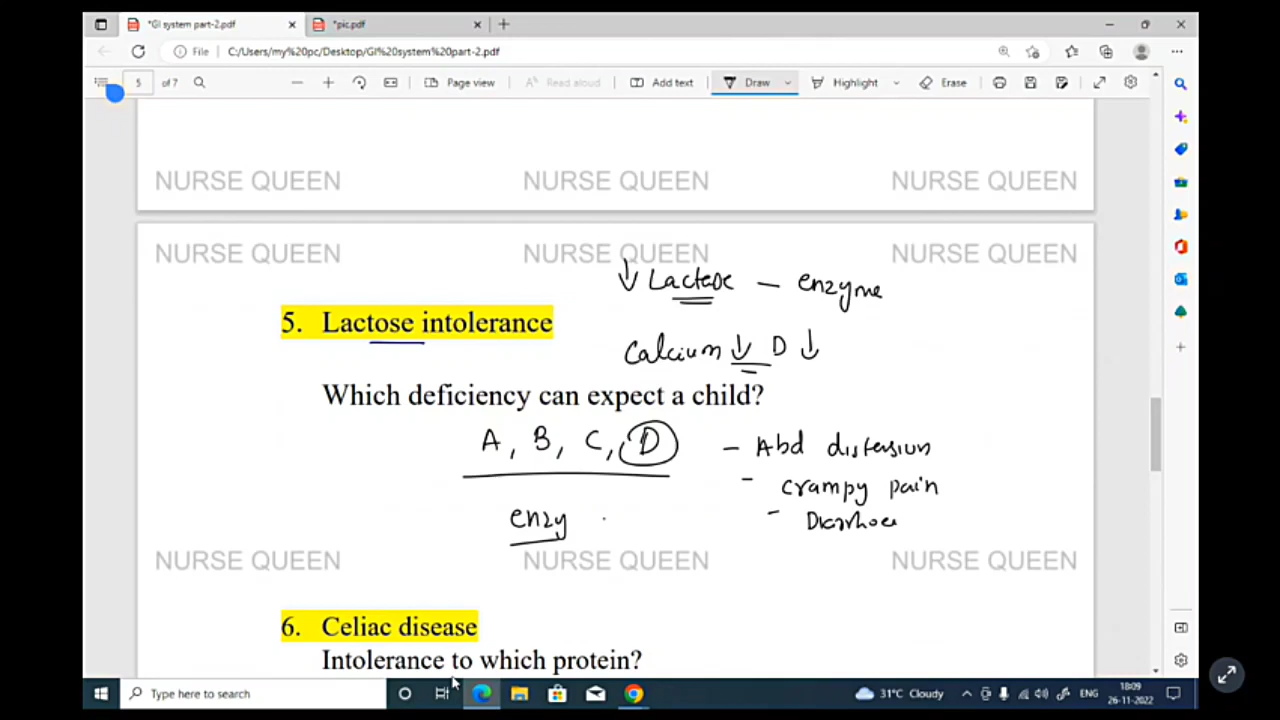 *GI system part-2.pdf
*pic.pdf
File C:/Users/my%20pc/Desktop/GI%20system%20part-2.pdf
5 of 7 Page view Read aloud Add text Draw Highlight Erase
NURSE QUEEN NURSE QUEEN NURSE QUEEN
NURSE QUEEN NURSE QUEEN NURSE QUEEN
↓ Lactase — enzyme
5. Lactose intolerance
Calcium ↓ D ↓
Which deficiency can expect a child?
A, B, C, D
- Abd distension
- crampy pain
enzy
- Diarrhoea
NURSE QUEEN NURSE QUEEN NURSE QUEEN
6. Celiac disease
Intolerance to which protein?
Type here to search
31°C Cloudy ENG 18:09
26-11-2022